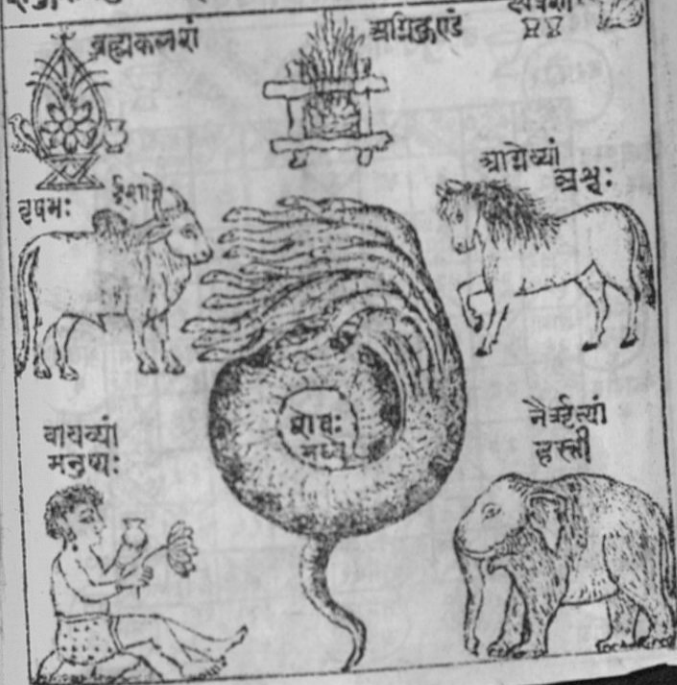 ब्रह्मकलशं
अग्निकुण्डं
आग्नेय्यां
अश्वः
वृषभः
ईशा
मध्ये
नैर्ऋत्यां
हस्ती
वायव्यां
मनुष्यः